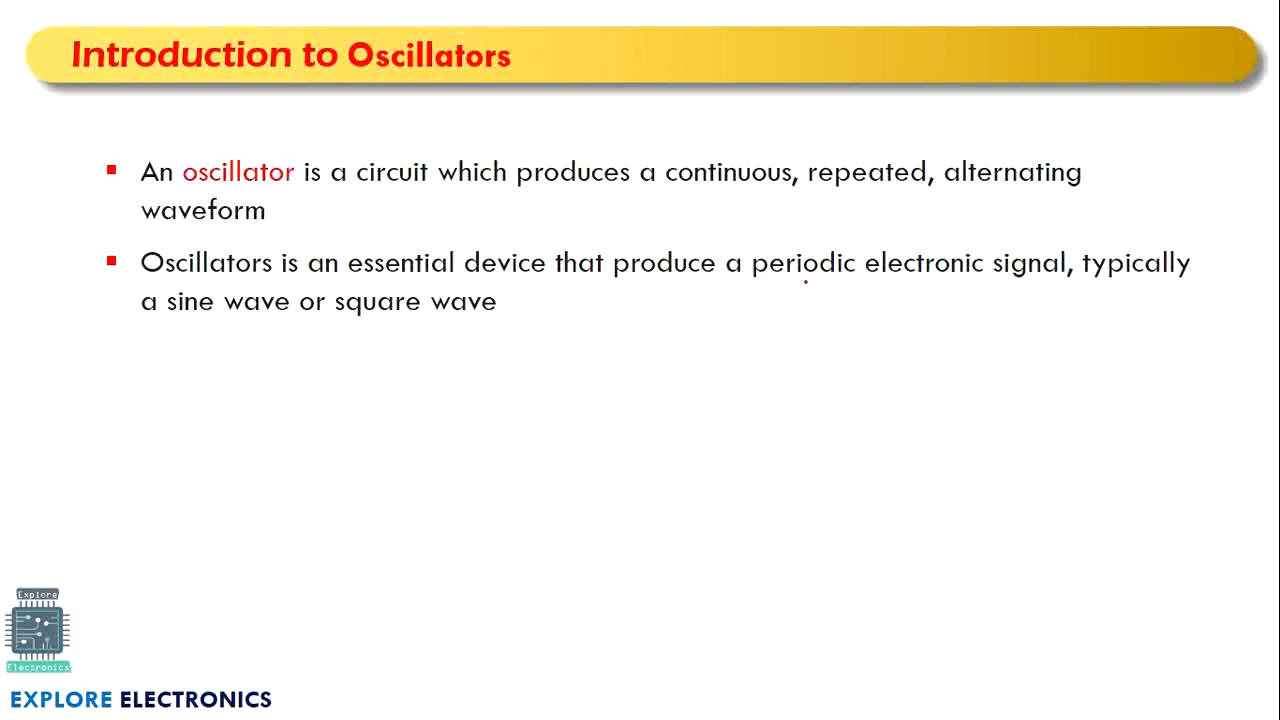 Introduction to Oscillators
An oscillator is a circuit which produces a continuous, repeated, alternating
waveform
Oscillators is an essential device that produce a periodic electronic signal, typically
a sine wave or square wave
Explore
Electronics
EXPLORE ELECTRONICS